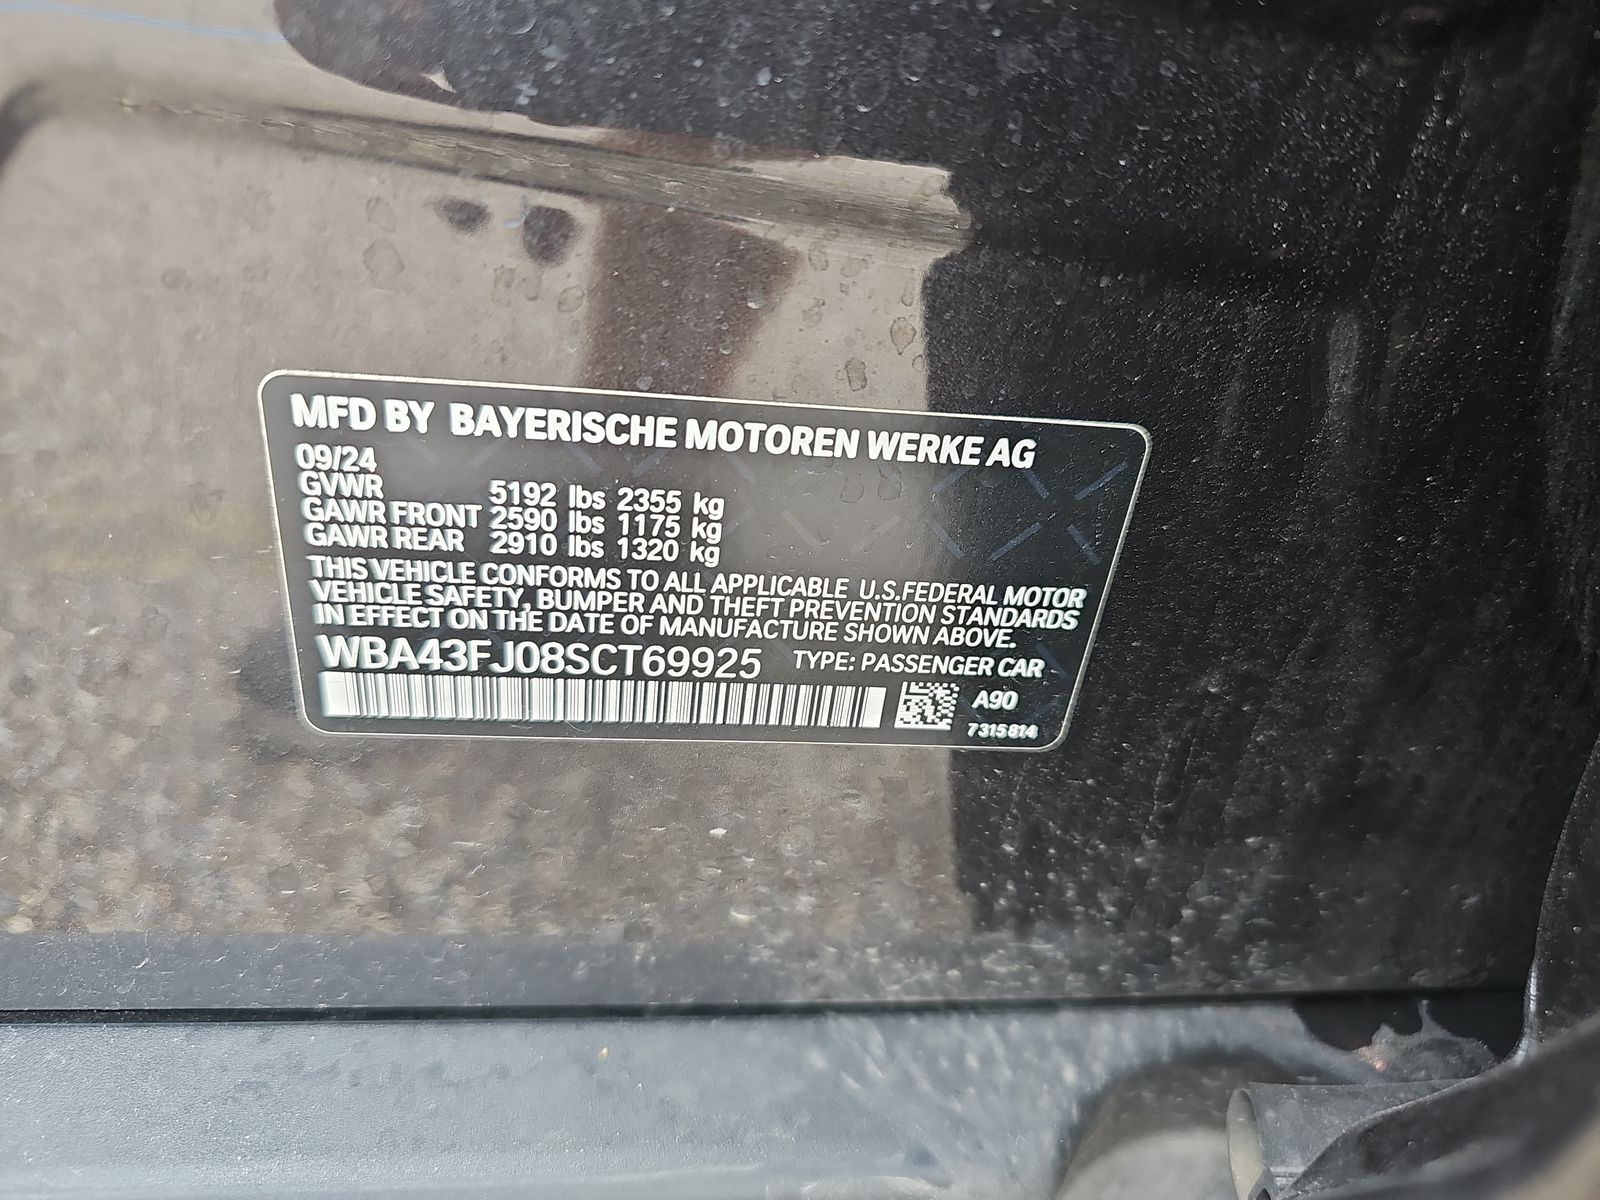 MFD BY BAYERISCHE MOTOREN WERKE AG
09/24
GVWR 5192 lbs 2355 kg
GAWR FRONT 2590 lbs 1175 kg
GAWR REAR 2910 lbs 1320 kg
THIS VEHICLE CONFORMS TO ALL APPLICABLE U.S.FEDERAL MOTOR
VEHICLE SAFETY, BUMPER AND THEFT PREVENTION STANDARDS
IN EFFECT ON THE DATE OF MANUFACTURE SHOWN ABOVE.
WBA43FJ08SCT69925 TYPE: PASSENGER CAR
A90
7315814